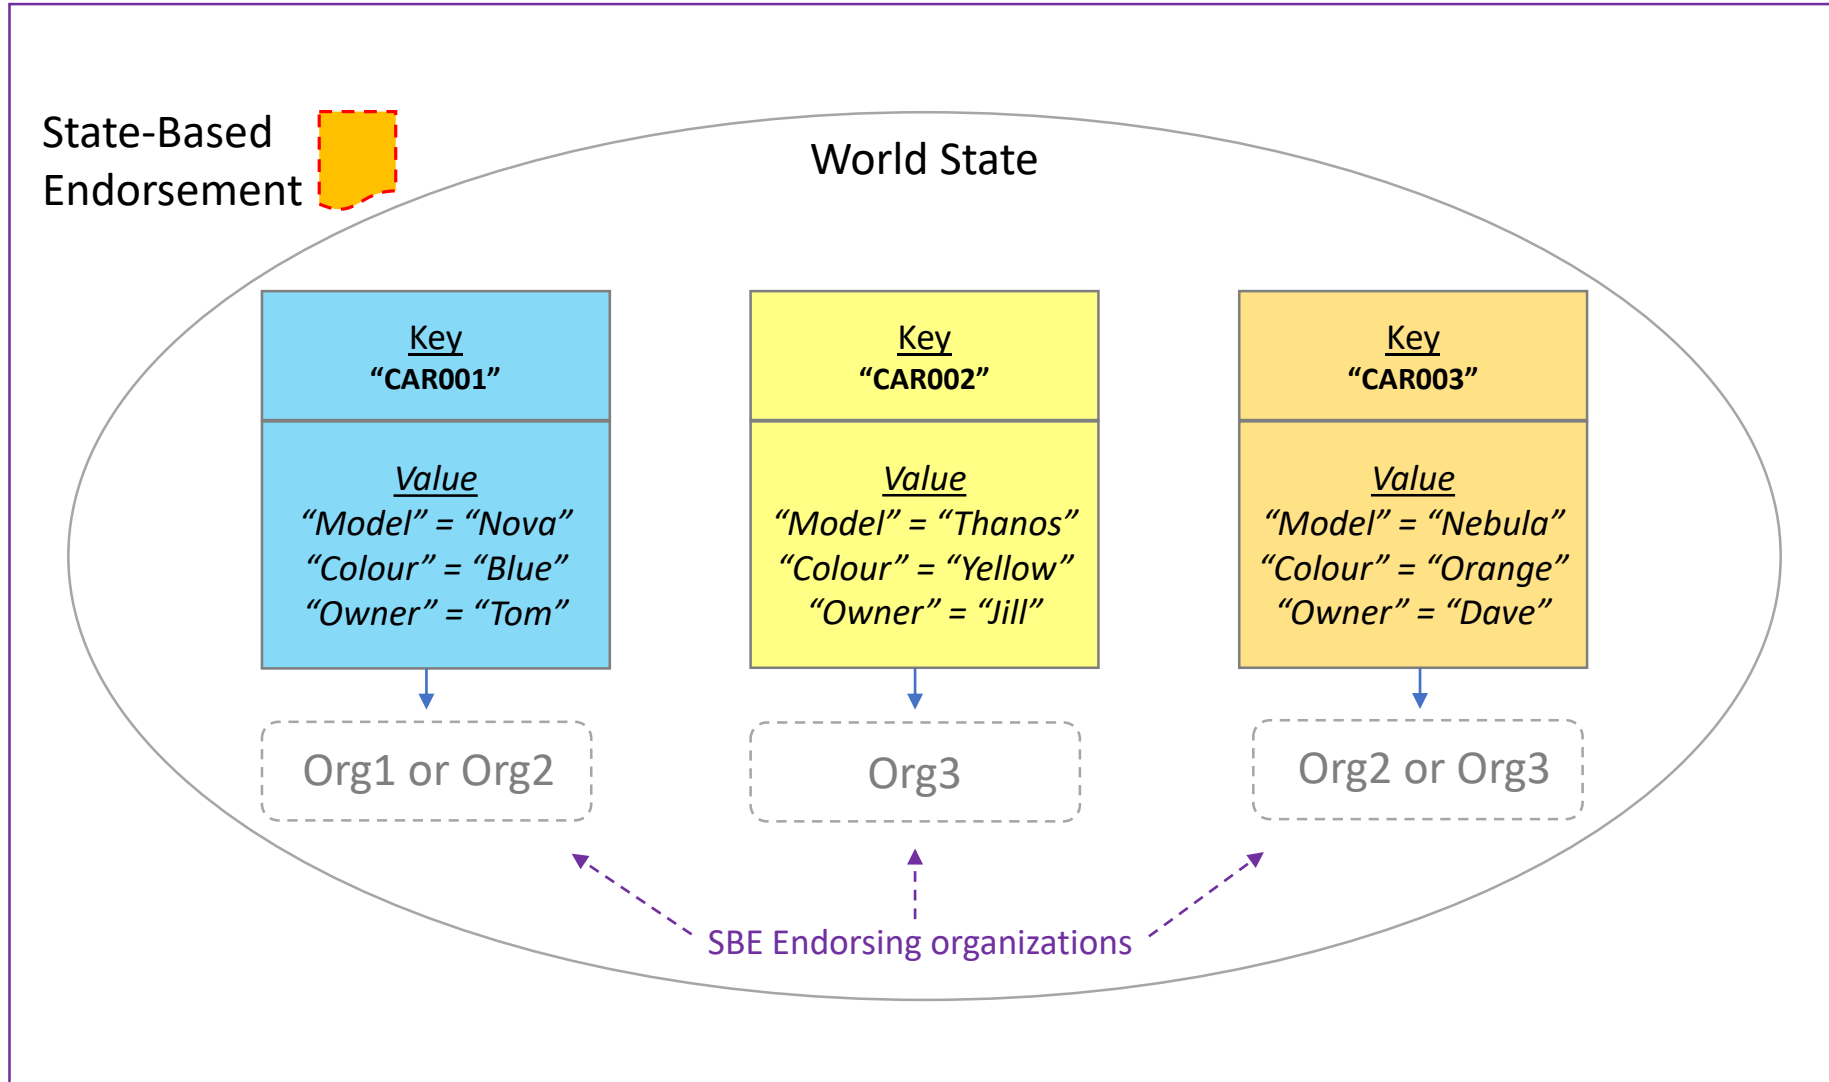 State-Based
Endorsement
World State
Key
“CAR001”
Value
“Model” = “Nova”
“Colour” = “Blue”
“Owner” = “Tom”
Org1 or Org2
Key
“CAR002”
Value
“Model” = “Thanos”
“Colour” = “Yellow”
“Owner” = “Jill”
Org3
Key
“CAR003”
Value
“Model” = “Nebula”
“Colour” = “Orange”
“Owner” = “Dave”
Org2 or Org3
SBE Endorsing organizations